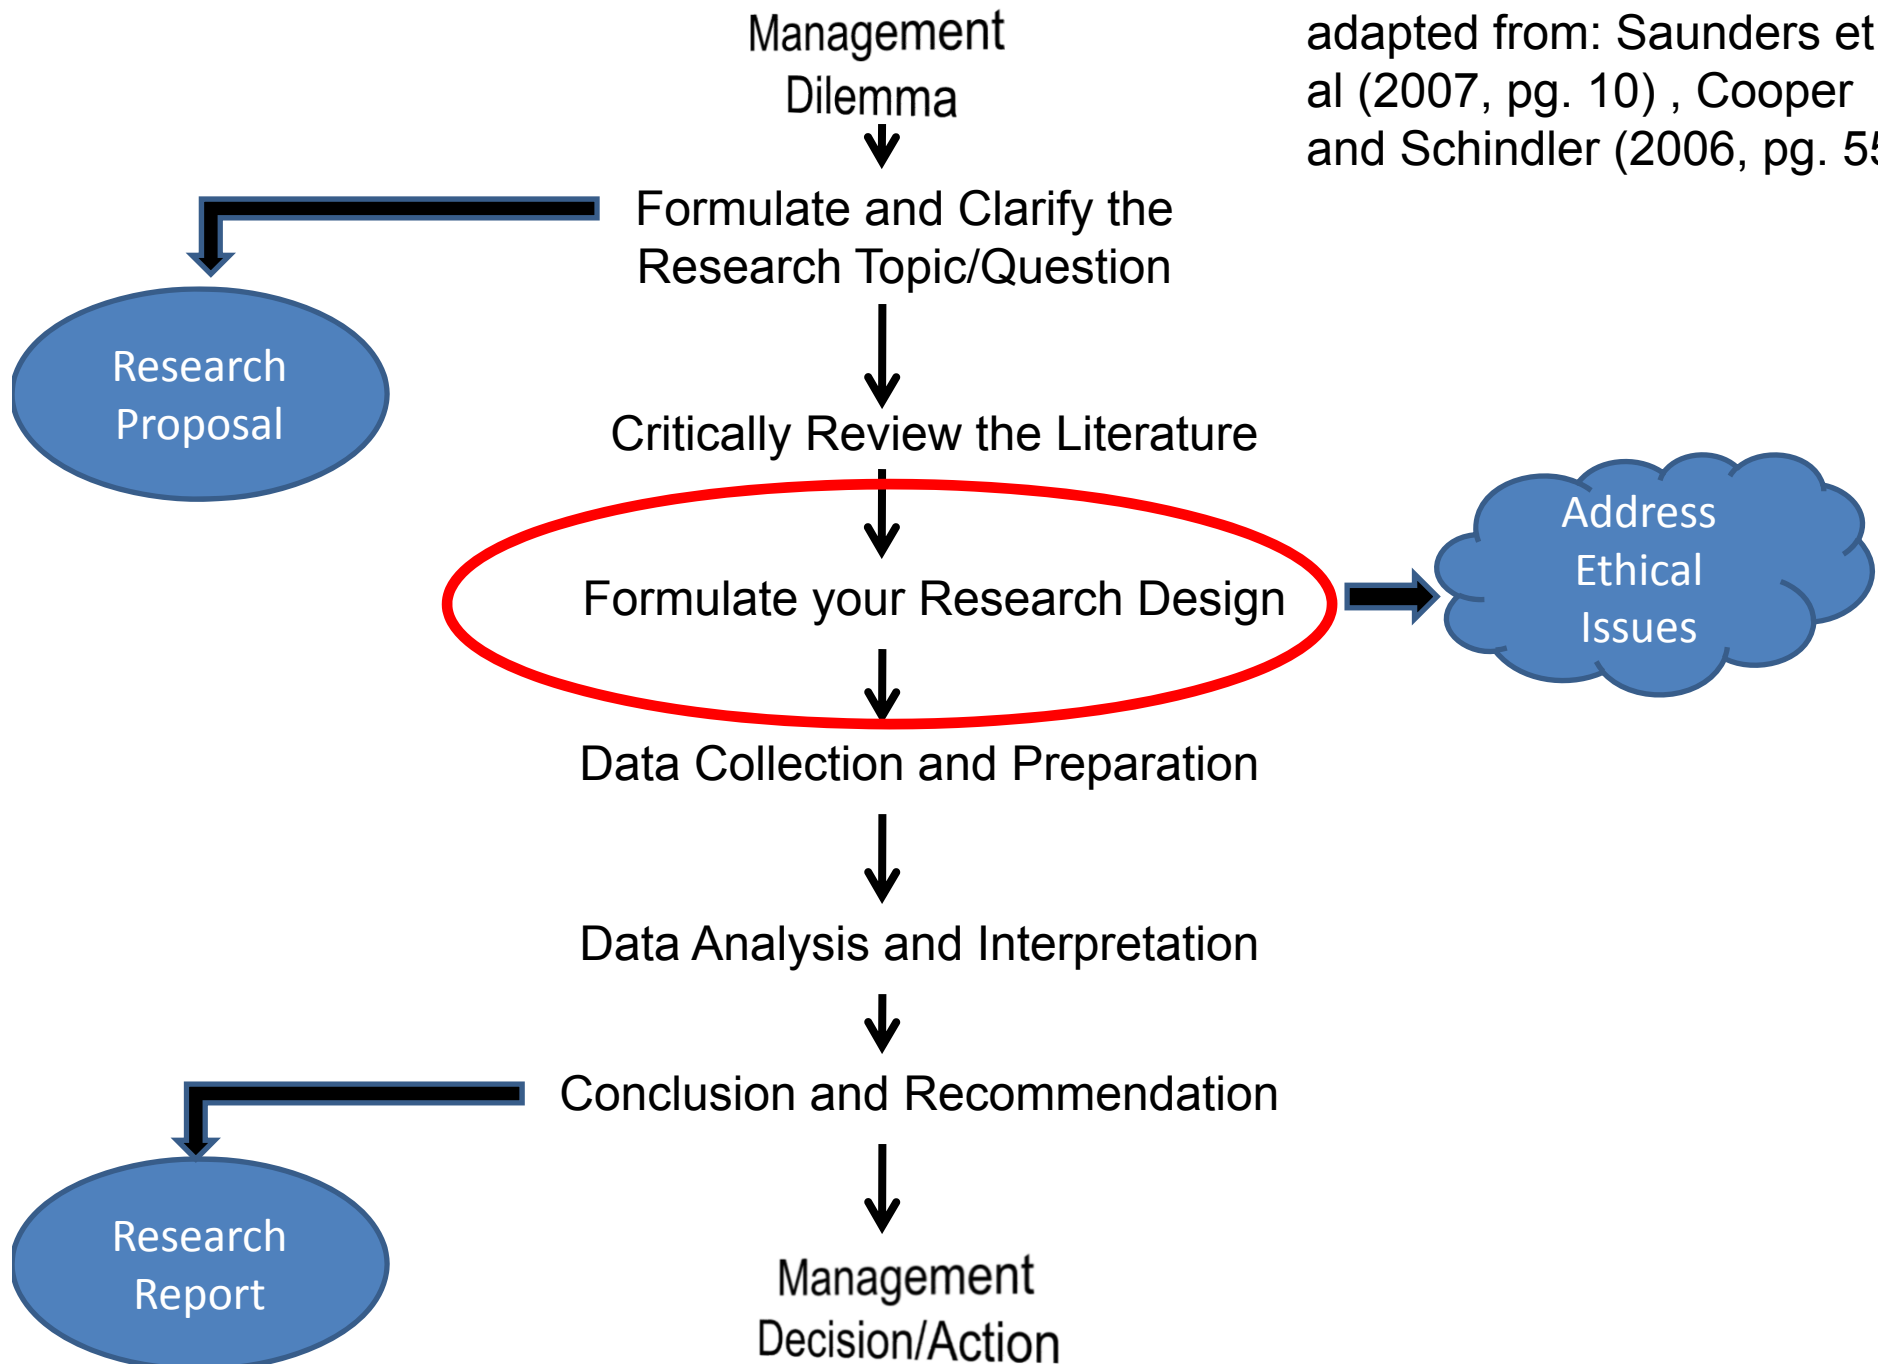 Management
Dilemma
adapted from: Saunders et
al (2007, pg. 10) , Cooper
and Schindler (2006, pg. 55
Formulate and Clarify the
Research Topic/Question
Research
Proposal
Critically Review the Literature
Formulate your Research Design
Address
Ethical
Issues
Data Collection and Preparation
Data Analysis and Interpretation
Conclusion and Recommendation
Research
Report
Management
Decision/Action